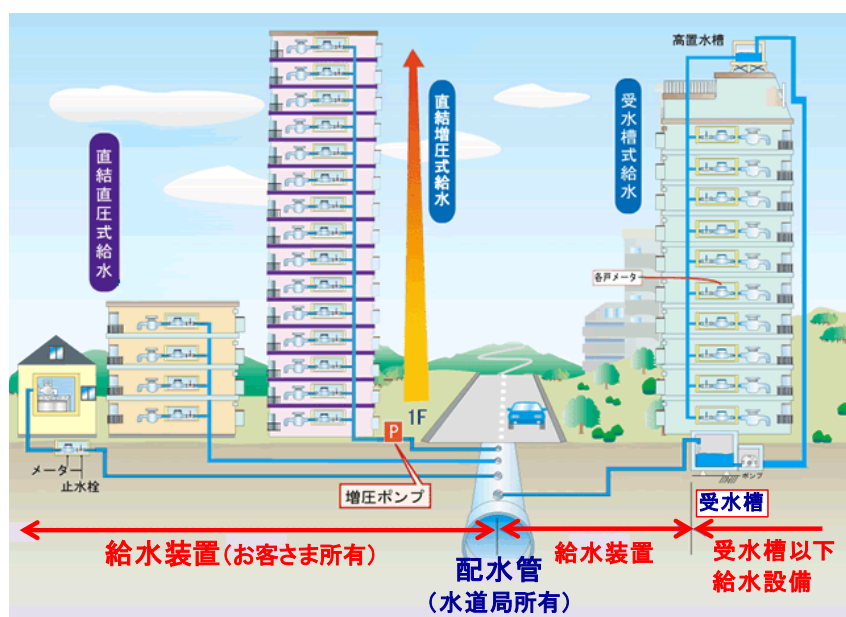 高置水槽
直結増圧式給水
受水槽式給水
直結直圧式給水
各戸メータ
1F
P
メーター
止水栓
増圧ポンプ
ポンプ
受水槽
給水装置(お客さま所有)
配水管
(水道局所有)
給水装置
受水槽以下
給水設備